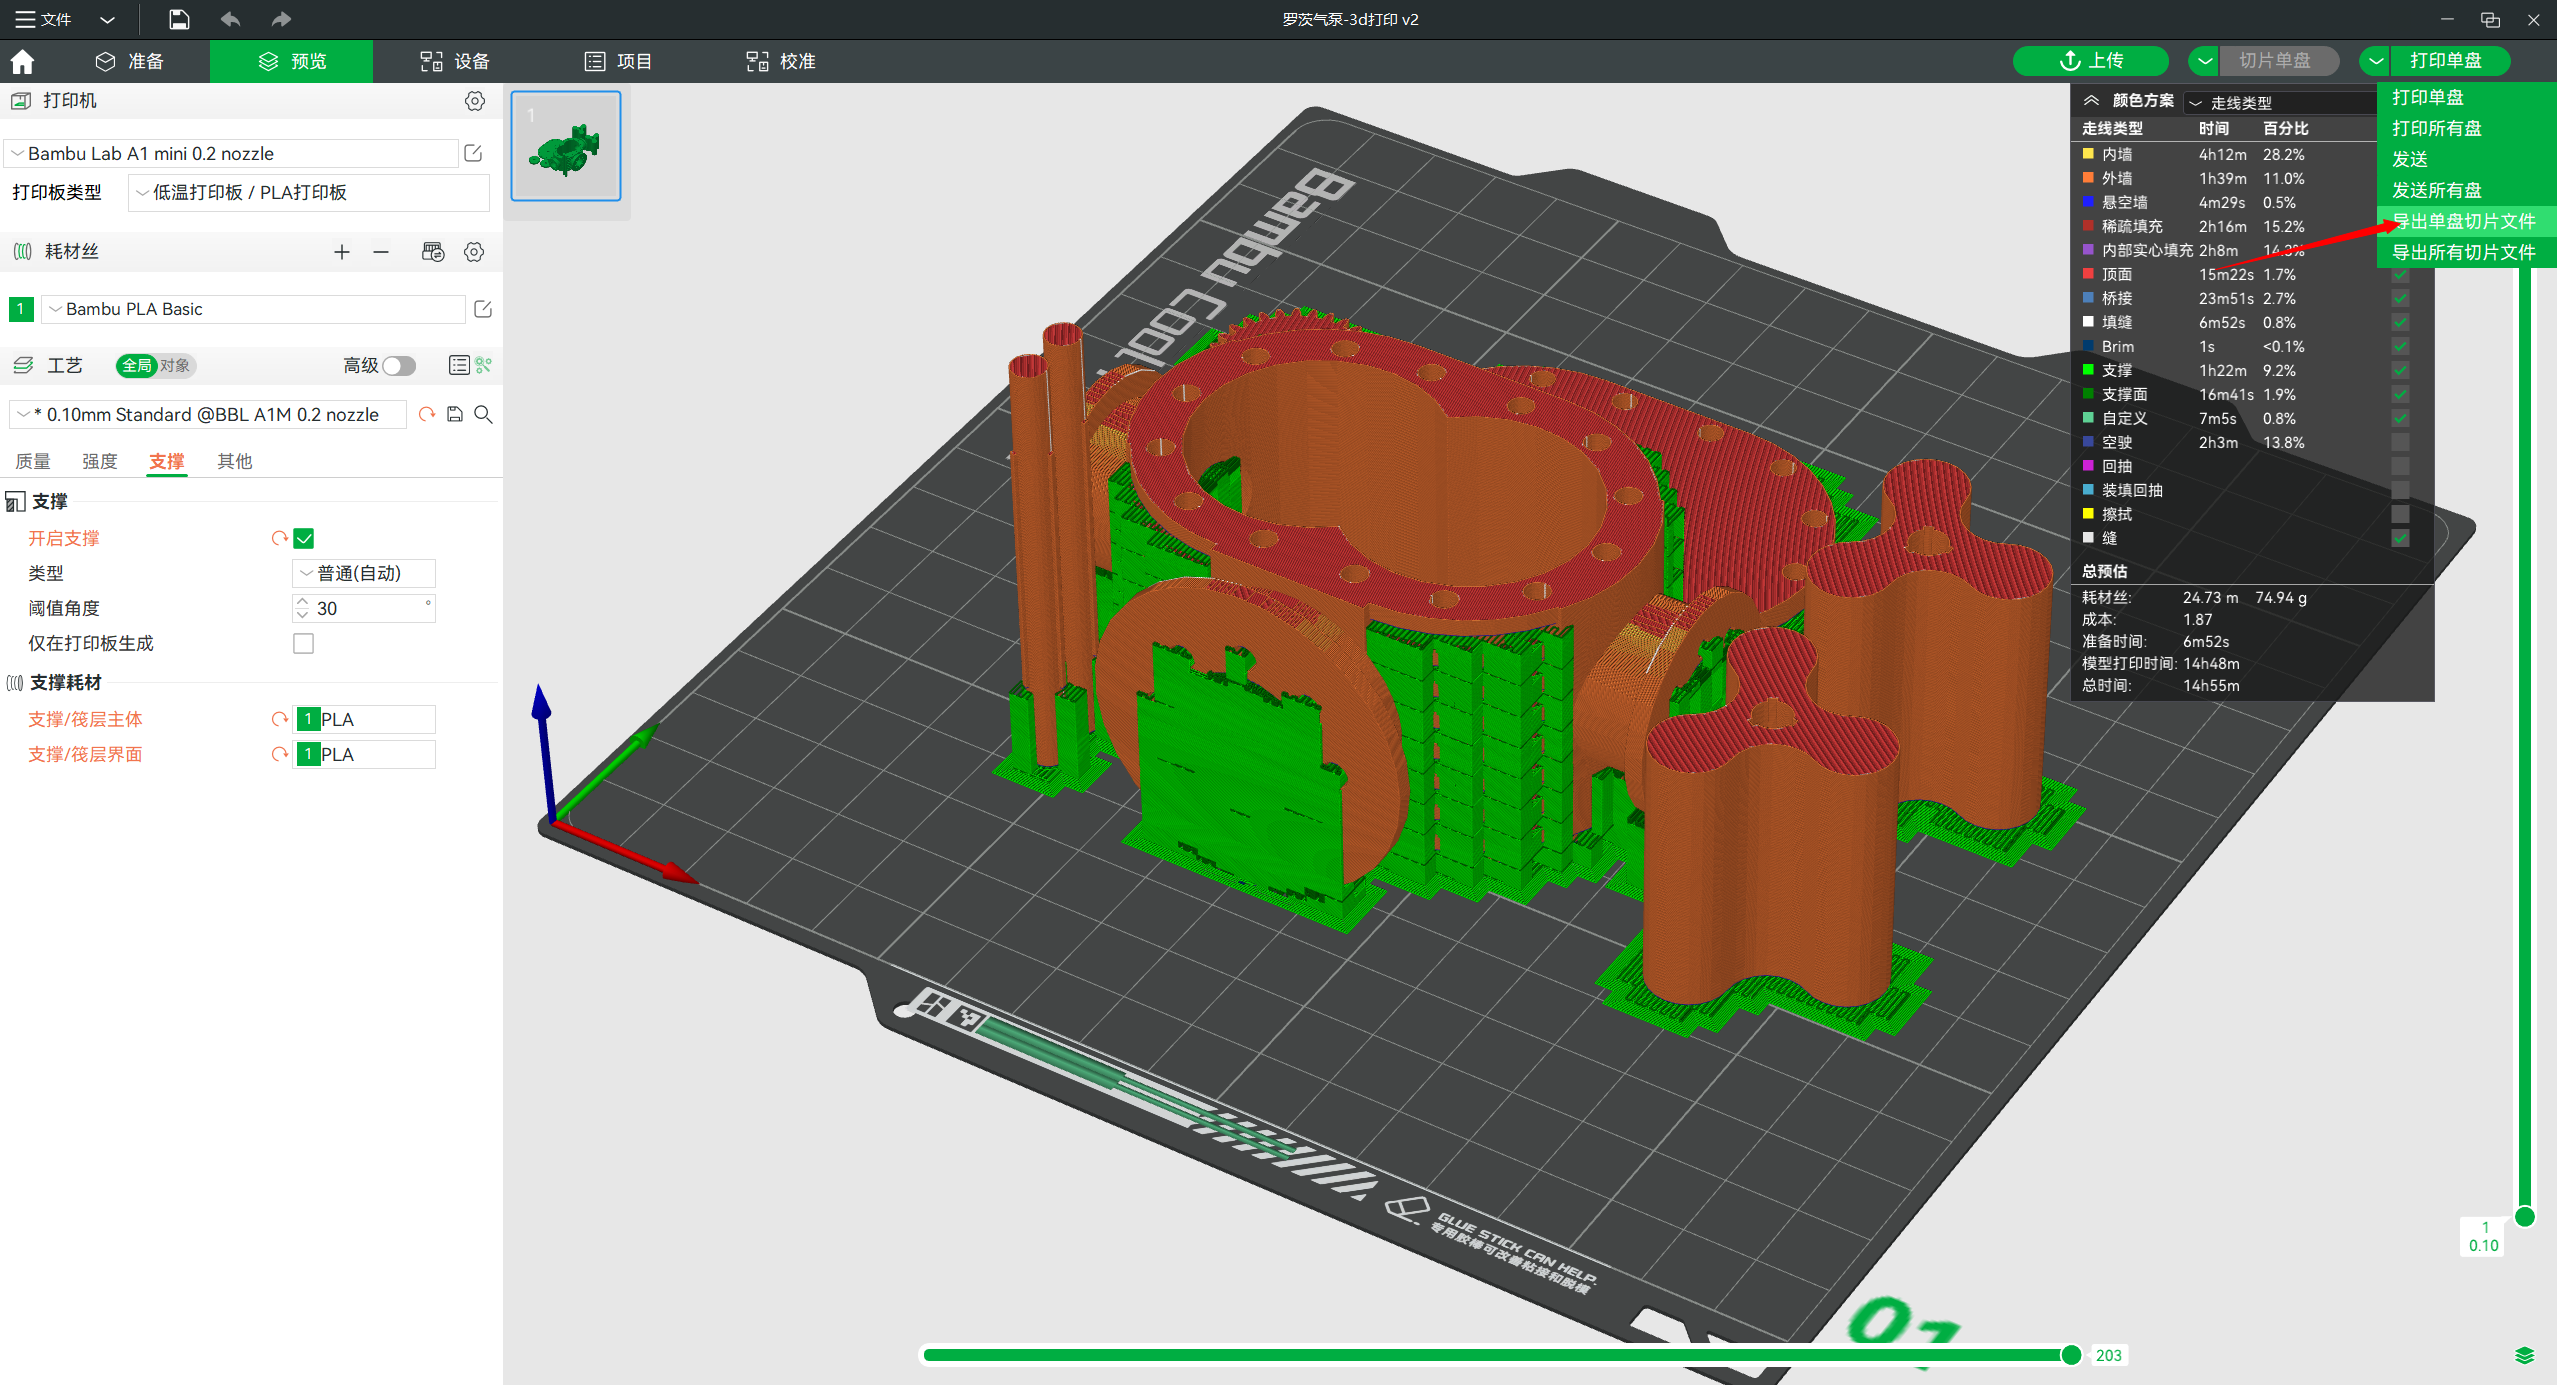 文件
罗茨气泵-3d打印 v2
准备
预览
设备
项目
校准
上传
切片单盘
打印单盘
打印机
Bambu Lab A1 mini 0.2 nozzle
打印板类型
低温打印板 / PLA打印板
耗材丝
1
Bambu PLA Basic
工艺
全局
对象
高级
* 0.10mm Standard @BBL A1M 0.2 nozzle
质量
强度
支撑
其他
支撑
开启支撑
类型
普通(自动)
阈值角度
30
°
仅在打印板生成
支撑耗材
支撑/筏层主体
1 PLA
支撑/筏层界面
1 PLA
1
Bambu Cool
颜色方案
走线类型
走线类型 时间 百分比
内墙 4h12m 28.2%
外墙 1h39m 11.0%
悬空墙 4m29s 0.5%
稀疏填充 2h16m 15.2%
内部实心填充 2h8m 14.3%
顶面 15m22s 1.7%
桥接 23m51s 2.7%
填缝 6m52s 0.8%
Brim 1s <0.1%
支撑 1h22m 9.2%
支撑面 16m41s 1.9%
自定义 7m5s 0.8%
空驶 2h3m 13.8%
回抽
装填回抽
擦拭
缝
总预估
耗材丝: 24.73 m 74.94 g
成本: 1.87
准备时间: 6m52s
模型打印时间: 14h48m
总时间: 14h55m
打印单盘
打印所有盘
发送
发送所有盘
导出单盘切片文件
导出所有切片文件
GLUE STICK CAN HELP.
专用胶棒可改善粘接和脱模
01
1
0.10
203